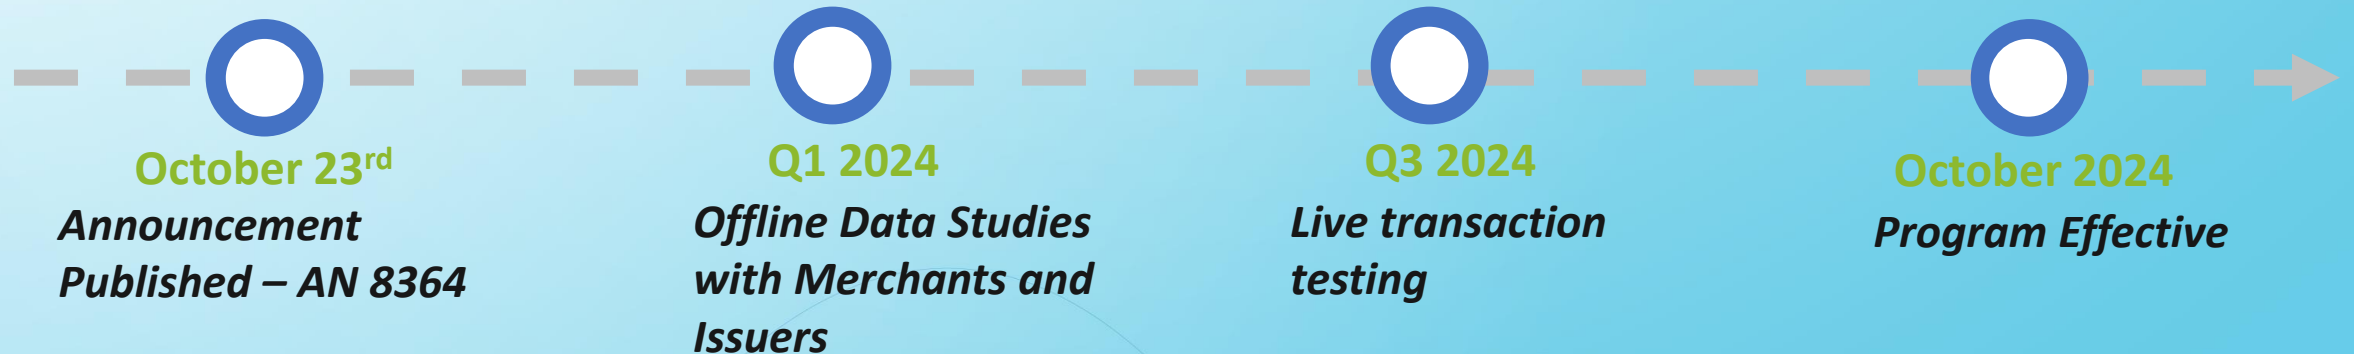 October 23rd
Announcement
Published – AN 8364
Q1 2024
Offline Data Studies
with Merchants and
Issuers
Q3 2024
Live transaction
testing
October 2024
Program Effective